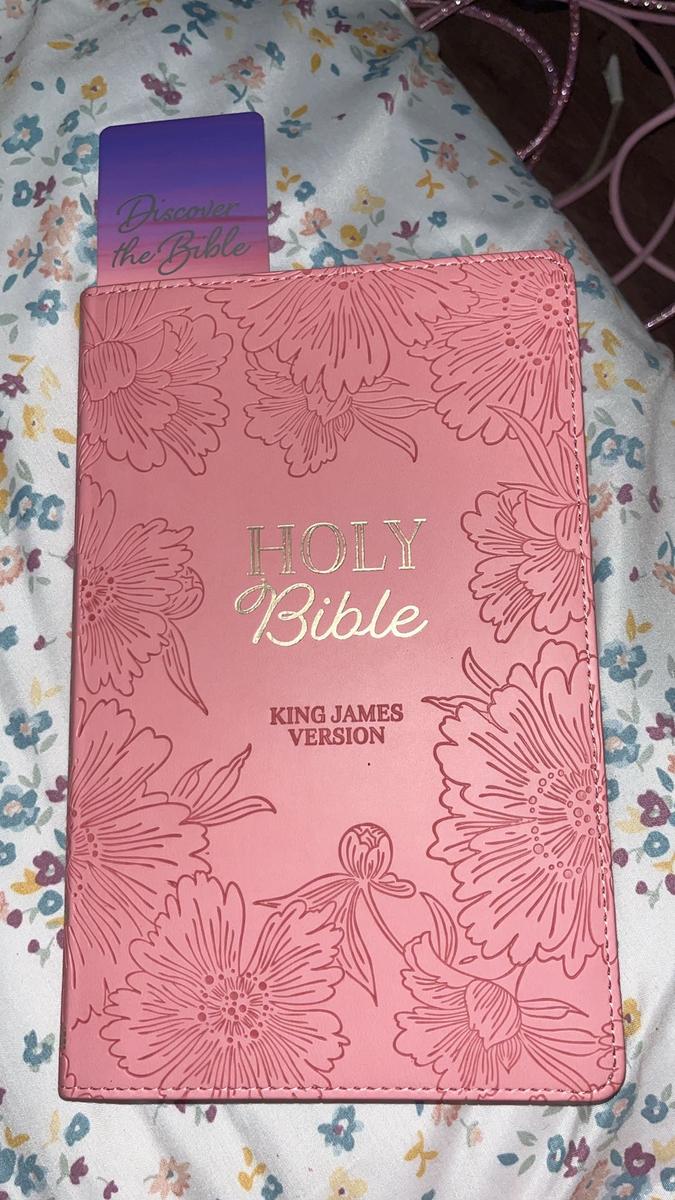 Discover
the Bible
HOLY
Bible
KING JAMES
VERSION